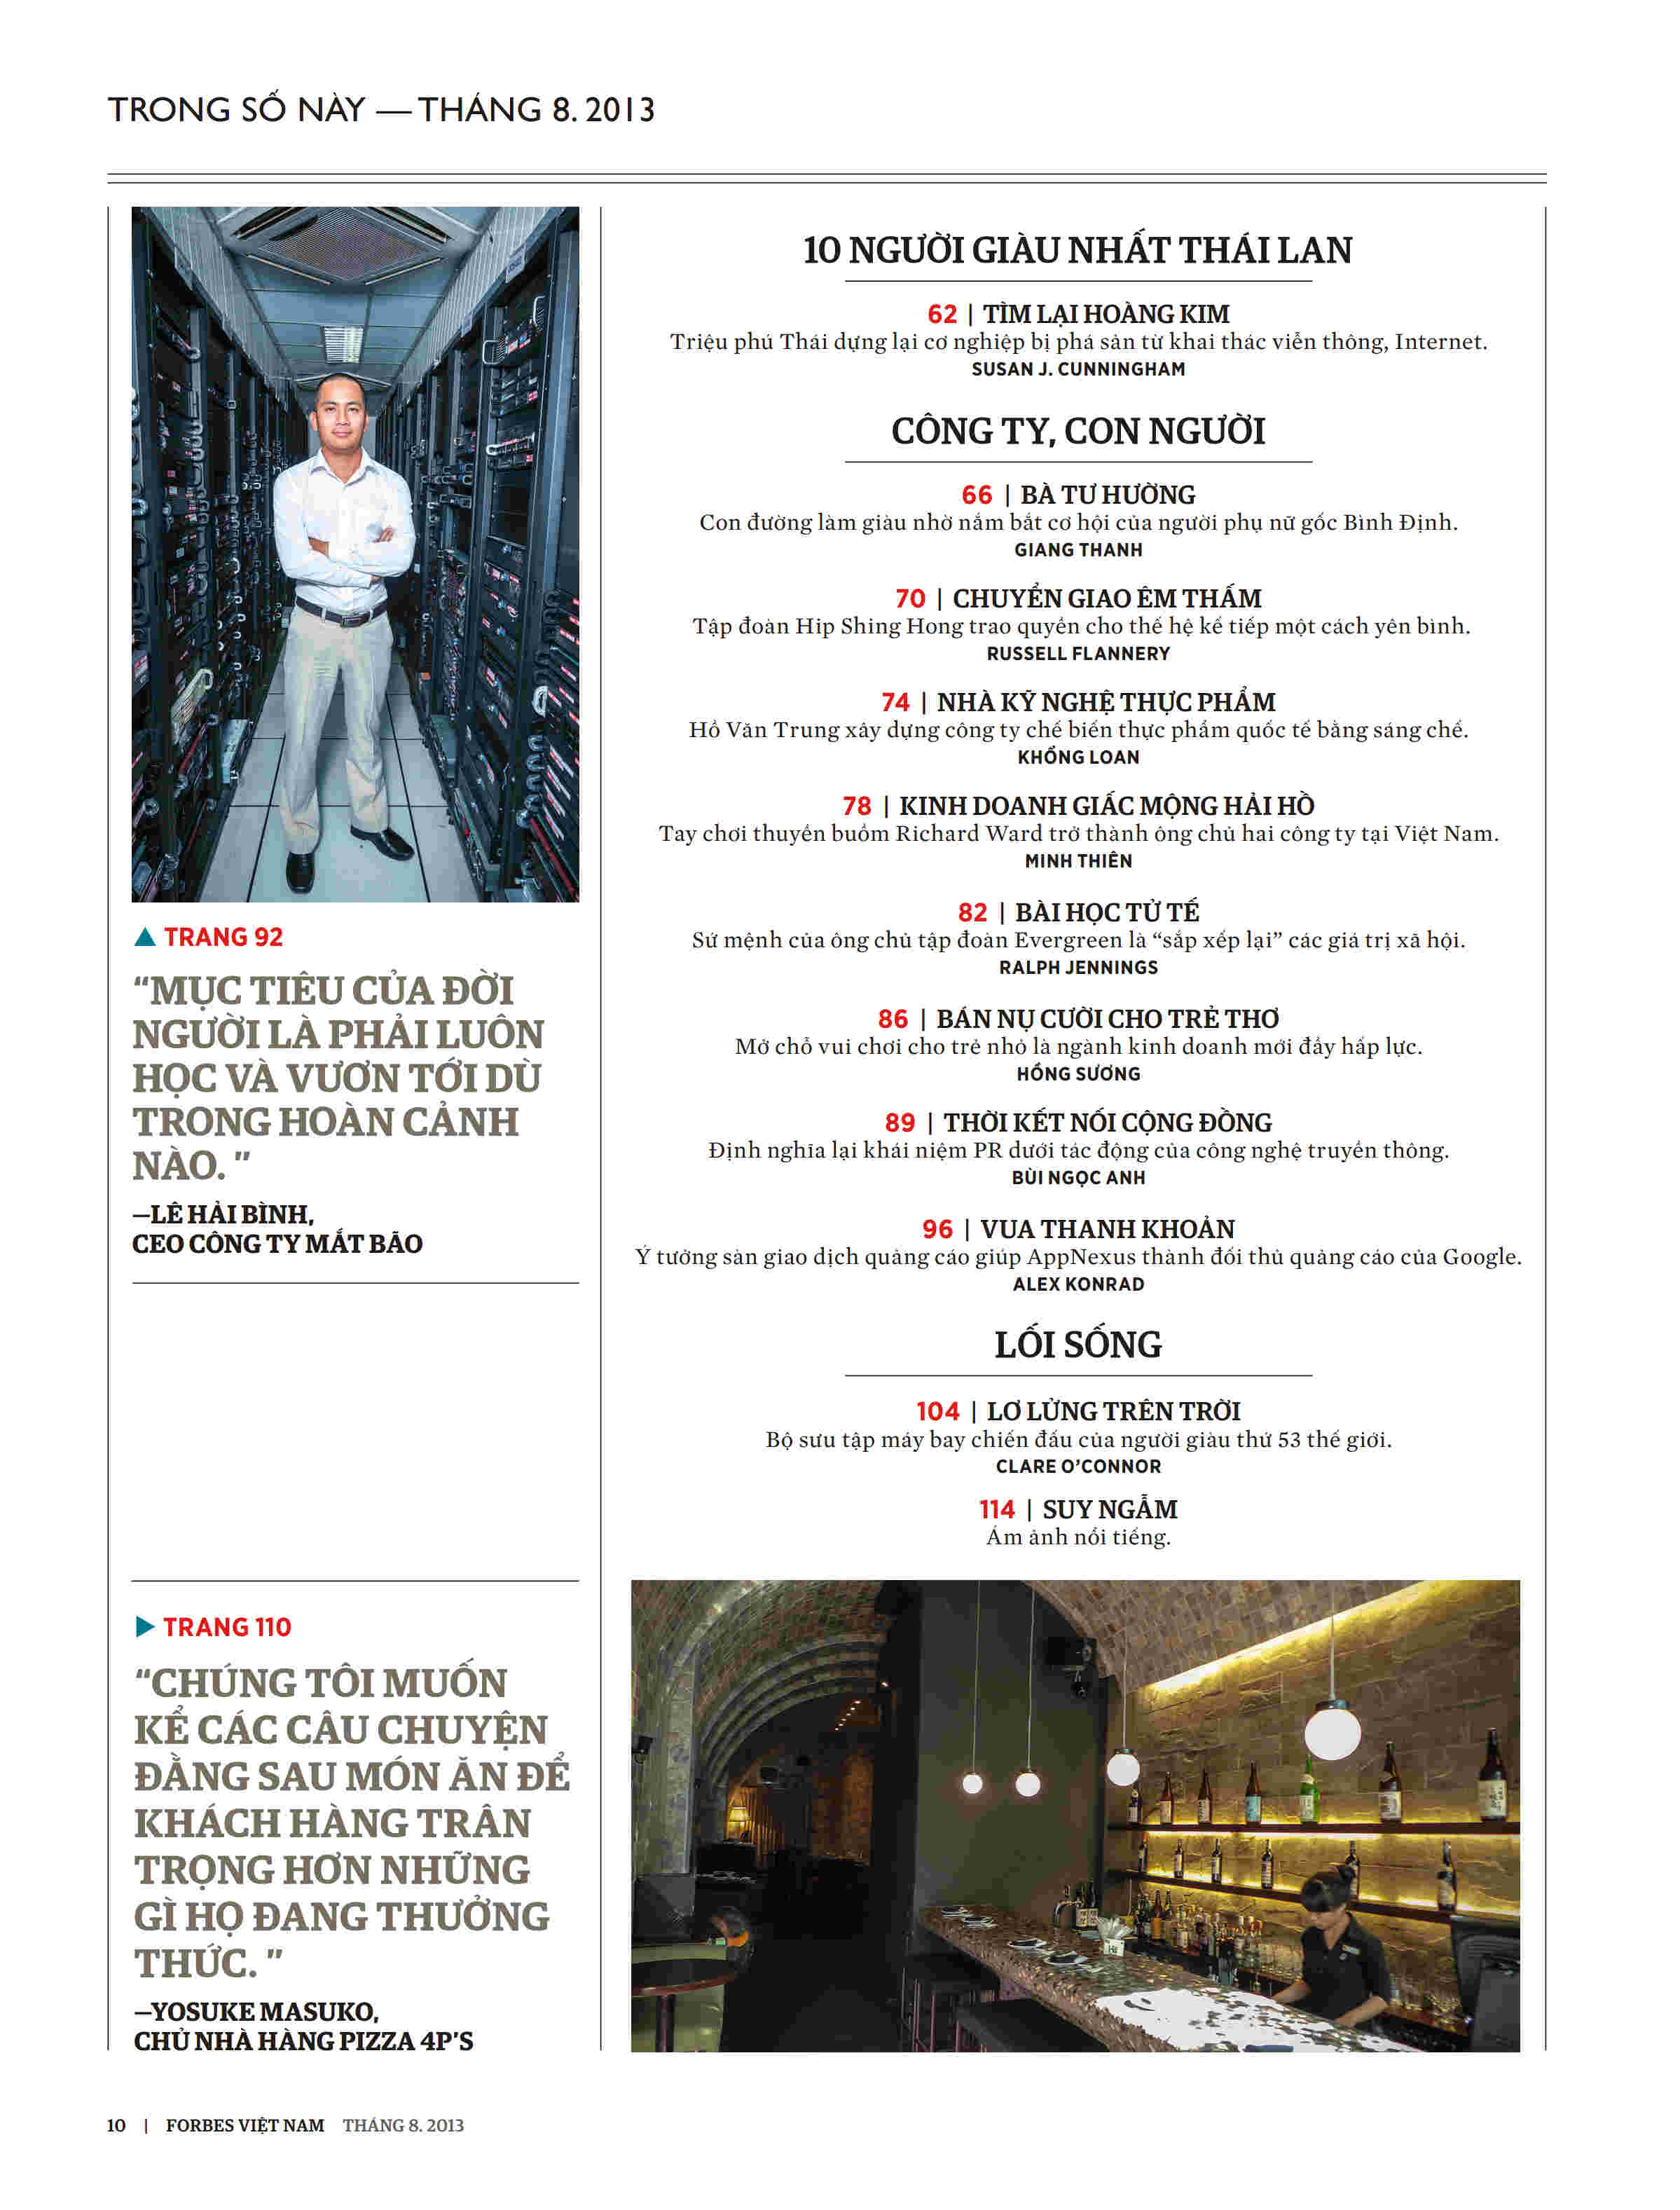 TRONG SỐ NÀY — THÁNG 8. 2013
▲ TRANG 92
“MỤC TIÊU CỦA ĐỜI
NGƯỜI LÀ PHẢI LUÔN
HỌC VÀ VƯƠN TỚI DÙ
TRONG HOÀN CẢNH
NÀO. ”
—LÊ HẢI BÌNH,
CEO CÔNG TY MẮT BÃO
▶ TRANG 110
“CHÚNG TÔI MUỐN
KỂ CÁC CÂU CHUYỆN
ĐẰNG SAU MÓN ĂN ĐỂ
KHÁCH HÀNG TRÂN
TRỌNG HƠN NHỮNG
GÌ HỌ ĐANG THƯỞNG
THỨC. ”
—YOSUKE MASUKO,
CHỦ NHÀ HÀNG PIZZA 4P’S
10 NGƯỜI GIÀU NHẤT THÁI LAN
62 | TÌM LẠI HOÀNG KIM
Triệu phú Thái dựng lại cơ nghiệp bị phá sản từ khai thác viễn thông, Internet.
SUSAN J. CUNNINGHAM
CÔNG TY, CON NGƯỜI
66 | BÀ TƯ HƯỜNG
Con đường làm giàu nhờ nắm bắt cơ hội của người phụ nữ gốc Bình Định.
GIANG THANH
70 | CHUYỂN GIAO ÊM THẤM
Tập đoàn Hip Shing Hong trao quyền cho thế hệ kế tiếp một cách yên bình.
RUSSELL FLANNERY
74 | NHÀ KỸ NGHỆ THỰC PHẨM
Hồ Văn Trung xây dựng công ty chế biến thực phẩm quốc tế bằng sáng chế.
KHỔNG LOAN
78 | KINH DOANH GIẤC MỘNG HẢI HỒ
Tay chơi thuyền buồm Richard Ward trở thành ông chủ hai công ty tại Việt Nam.
MINH THIÊN
82 | BÀI HỌC TỬ TẾ
Sứ mệnh của ông chủ tập đoàn Evergreen là “sắp xếp lại” các giá trị xã hội.
RALPH JENNINGS
86 | BÁN NỤ CƯỜI CHO TRẺ THƠ
Mở chỗ vui chơi cho trẻ nhỏ là ngành kinh doanh mới đầy hấp lực.
HỒNG SƯƠNG
89 | THỜI KẾT NỐI CỘNG ĐỒNG
Định nghĩa lại khái niệm PR dưới tác động của công nghệ truyền thông.
BÙI NGỌC ANH
96 | VUA THANH KHOẢN
Ý tưởng sàn giao dịch quảng cáo giúp AppNexus thành đối thủ quảng cáo của Google.
ALEX KONRAD
LỐI SỐNG
104 | LƠ LỬNG TRÊN TRỜI
Bộ sưu tập máy bay chiến đấu của người giàu thứ 53 thế giới.
CLARE O’CONNOR
114 | SUY NGẪM
Ám ảnh nổi tiếng.
10 | FORBES VIỆT NAM THÁNG 8. 2013